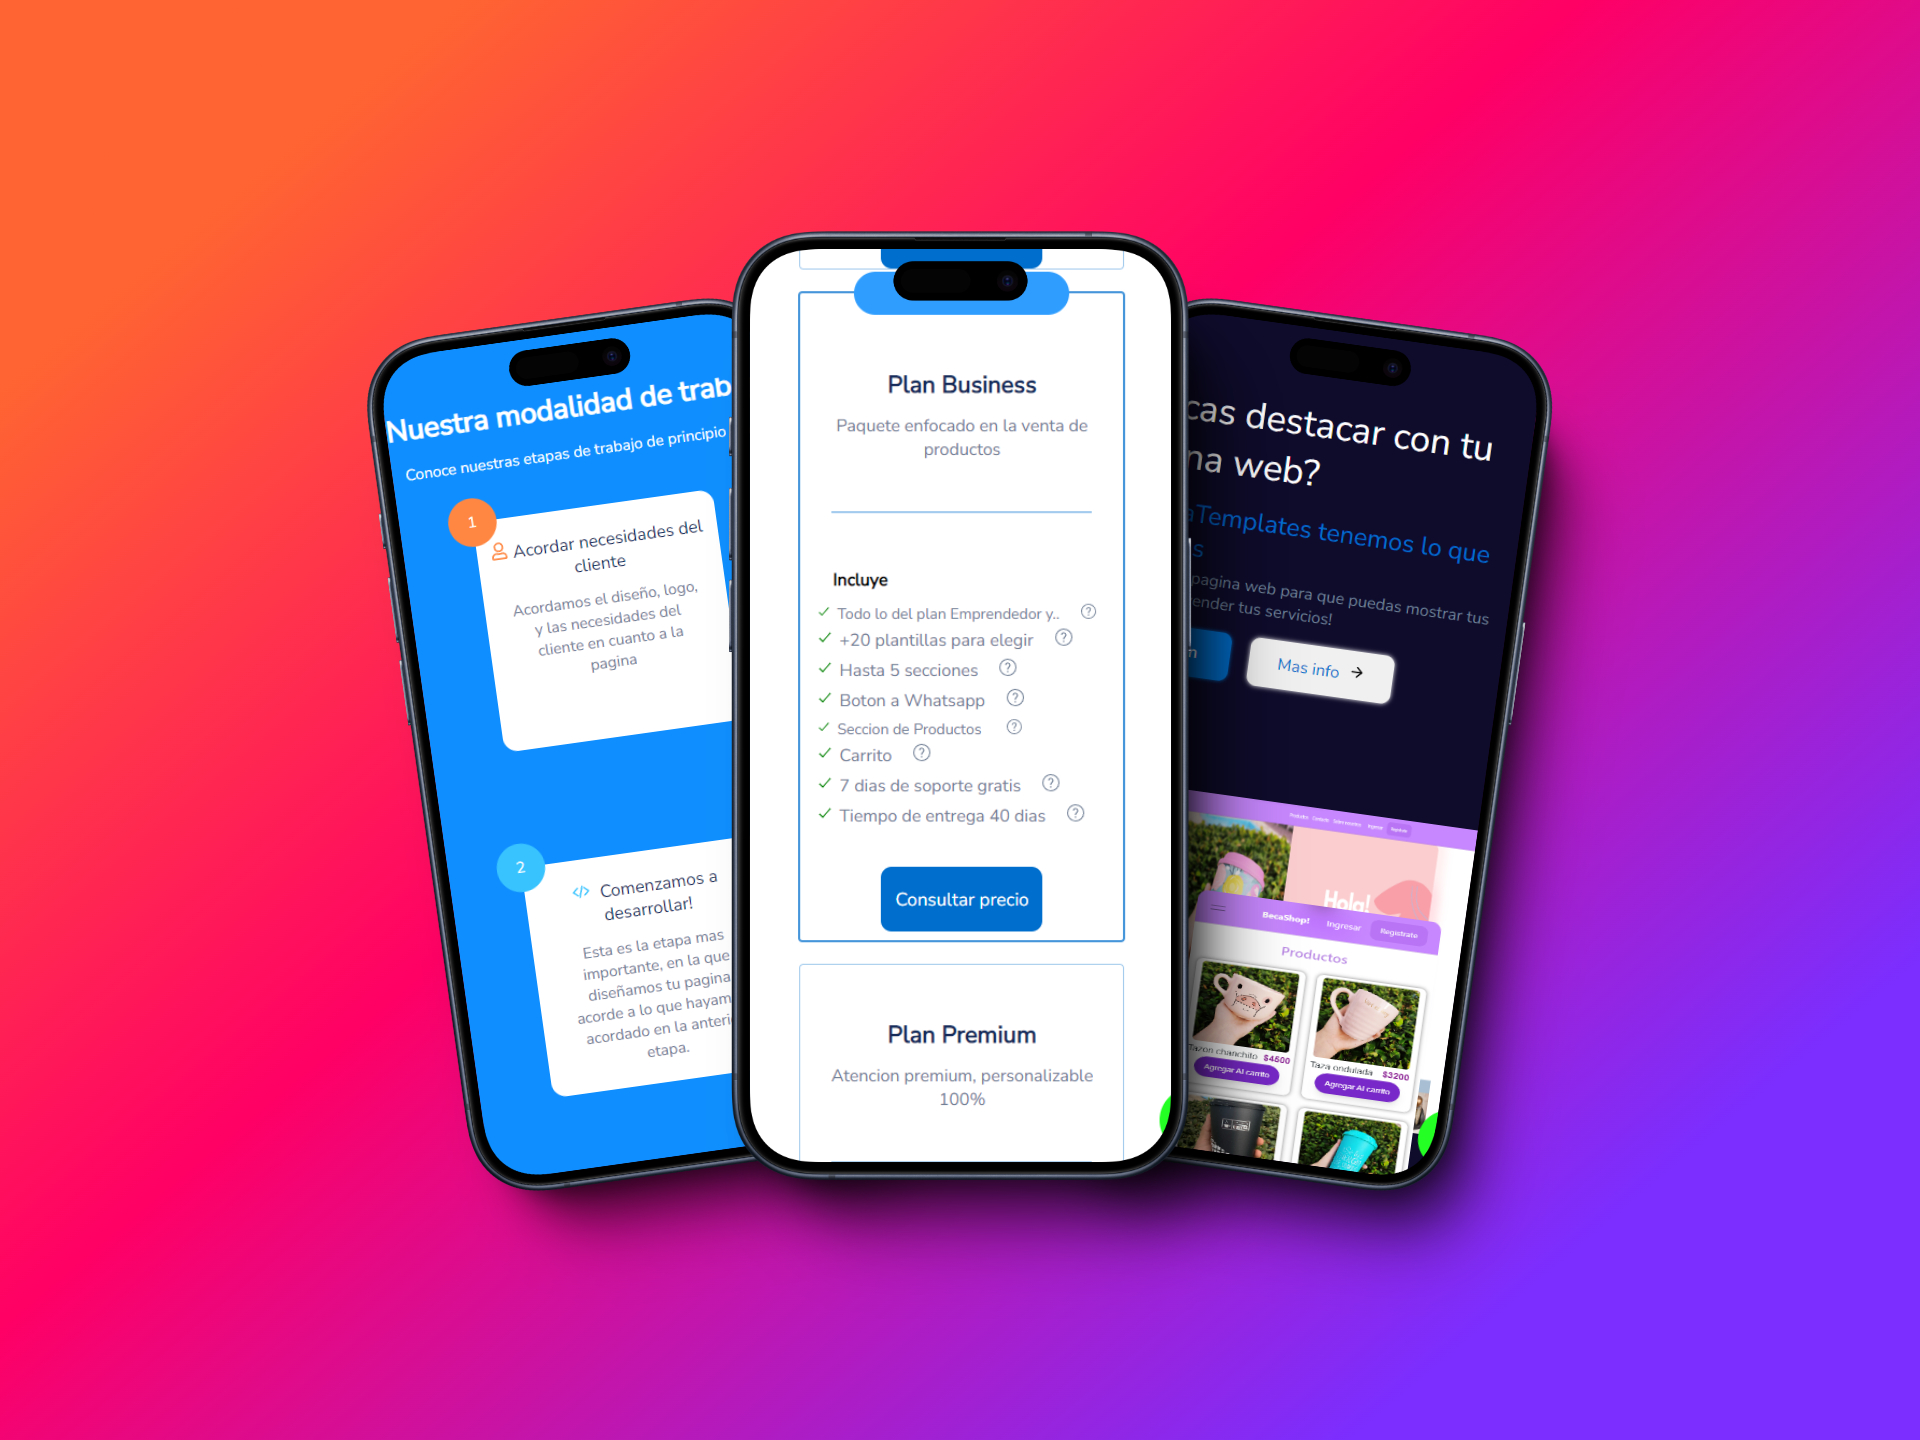 Nuestra modalidad de trab
Conoce nuestras etapas de trabajo de principio
1
Acordar necesidades del
cliente
Acordamos el diseño, logo,
y las necesidades del
cliente en cuanto a la
pagina
2
Comenzamos a
desarrollar!
Esta es la etapa mas
importante, en la que
diseñamos tu pagina
acorde a lo que hayam
acordado en la anteri
etapa.
Plan Business
Paquete enfocado en la venta de
productos
Incluye
Todo lo del plan Emprendedor y..
+20 plantillas para elegir
Hasta 5 secciones
Boton a Whatsapp
Seccion de Productos
Carrito
7 dias de soporte gratis
Tiempo de entrega 40 dias
Consultar precio
Plan Premium
Atencion premium, personalizable
100%
cas destacar con tu
na web?
aTemplates tenemos lo que
s
pagina web para que puedas mostrar tus
ender tus servicios!
n
Mas info
Productos Contacto Sobre nosotros Ingresar
Hola!
BecaShop! Ingresar Registrate
Productos
Tazon chanchito $4500
Agregar Al carrito
Taza ondulada $3200
Agregar Al carrito